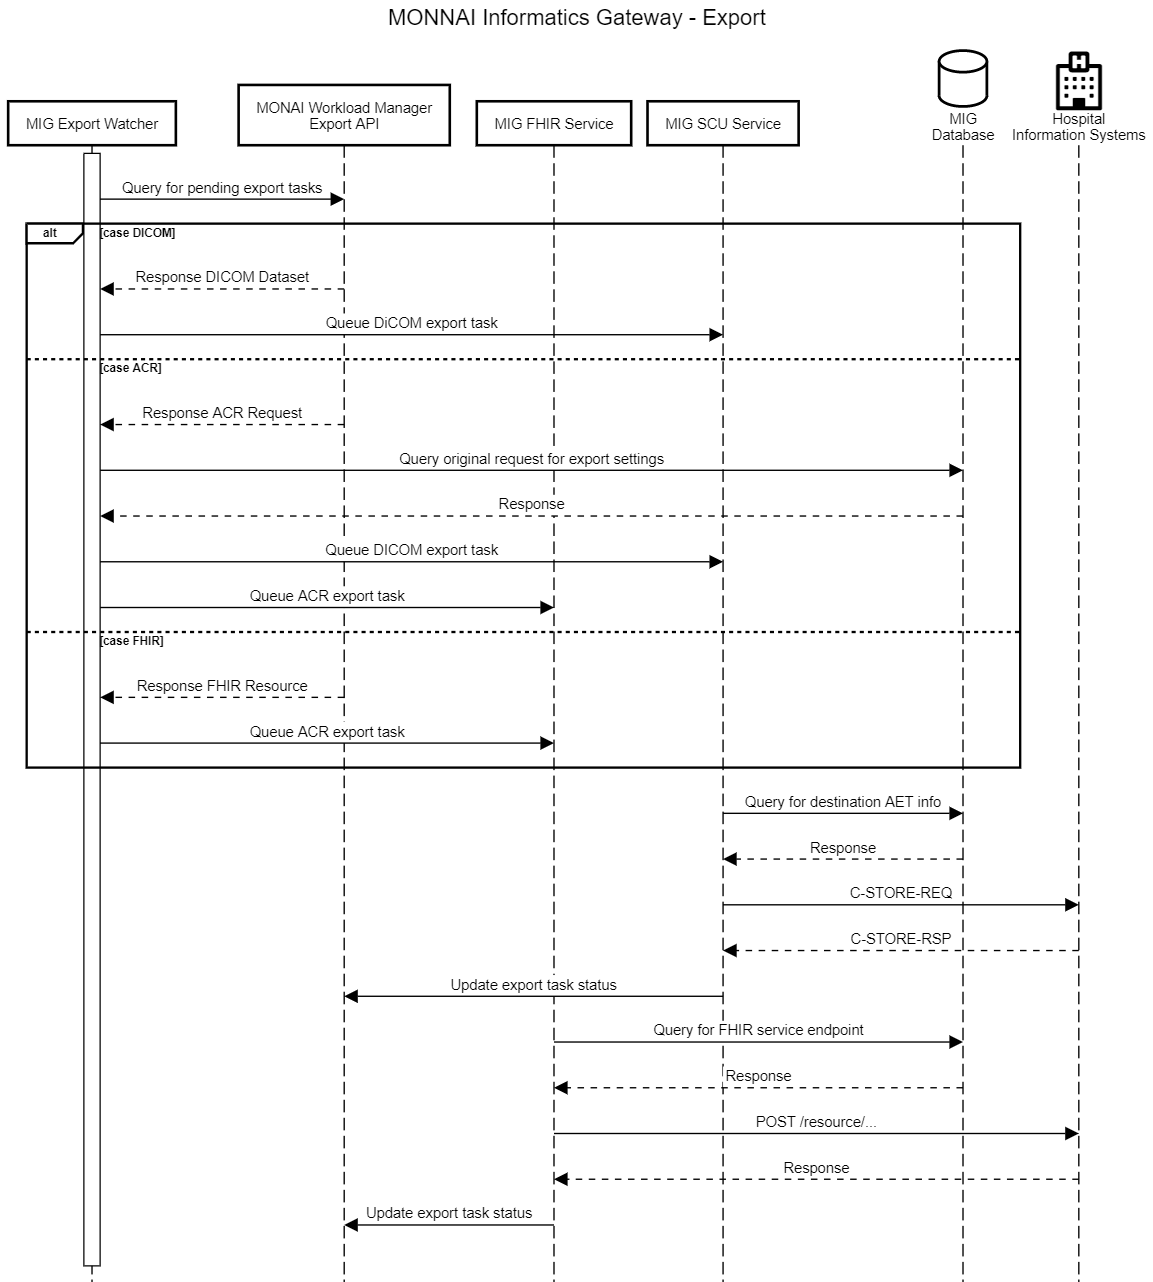 MONNAI Informatics Gateway - Export
MIG Export Watcher
MONAI Workload Manager
Export API
MIG FHIR Service
MIG SCU Service
MIG
Database
H
Hospital
Information Systems
Query for pending export tasks
alt
[case DICOM]
Response DICOM Dataset
Queue DiCOM export task
[case ACR]
Response ACR Request
Query original request for export settings
Response
Queue DICOM export task
Queue ACR export task
[case FHIR]
Response FHIR Resource
Queue ACR export task
Query for destination AET info
Response
C-STORE-REQ
C-STORE-RSP
Update export task status
Query for FHIR service endpoint
Response
POST /resource/...
Response
Update export task status